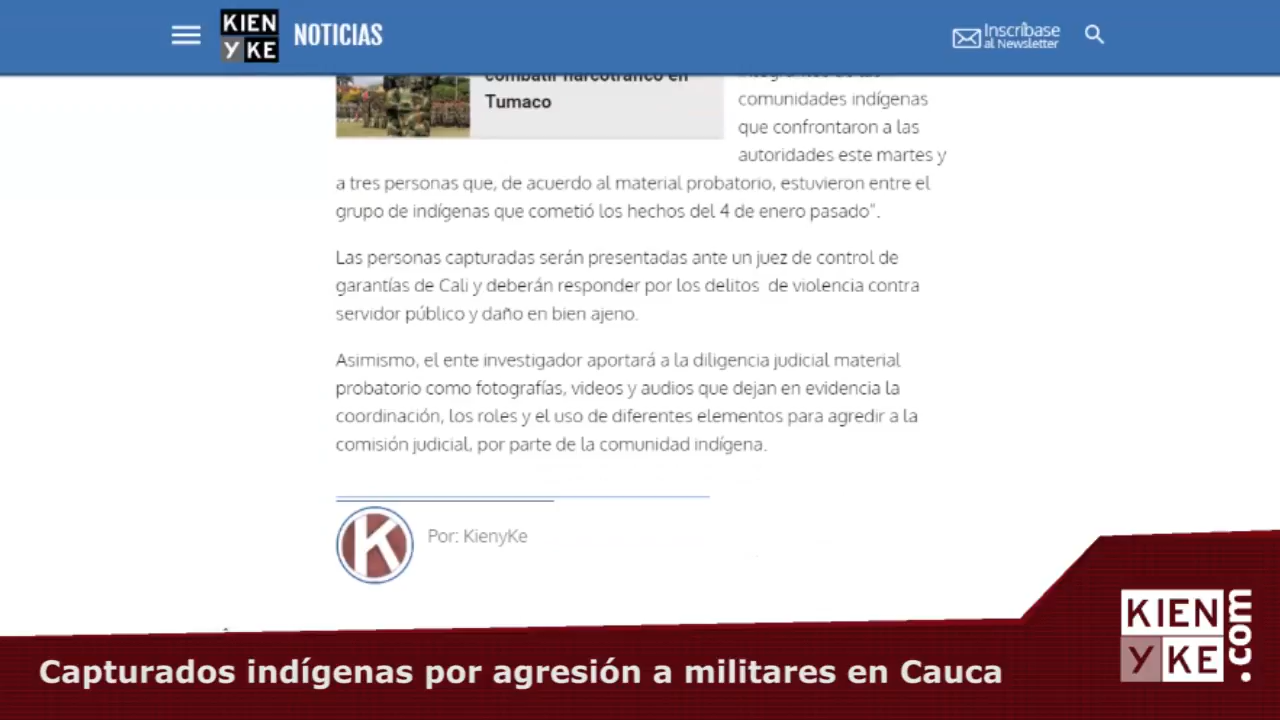 KIEN
Y KE
NOTICIAS
Inscríbase
al Newsletter
combatir narcotráfico en
Tumaco
comunidades indígenas
que confrontaron a las
autoridades este martes y
a tres personas que, de acuerdo al material probatorio, estuvieron entre el
grupo de indígenas que cometió los hechos del 4 de enero pasado".
Las personas capturadas serán presentadas ante un juez de control de
garantías de Cali y deberán responder por los delitos de violencia contra
servidor público y daño en bien ajeno.
Asimismo, el ente investigador aportará a la diligencia judicial material
probatorio como fotografías, videos y audios que dejan en evidencia la
coordinación, los roles y el uso de diferentes elementos para agredir a la
comisión judicial, por parte de la comunidad indígena.
K
Por: KienyKe
Capturados indígenas por agresión a militares en Cauca
KIEN
Y KE
.com